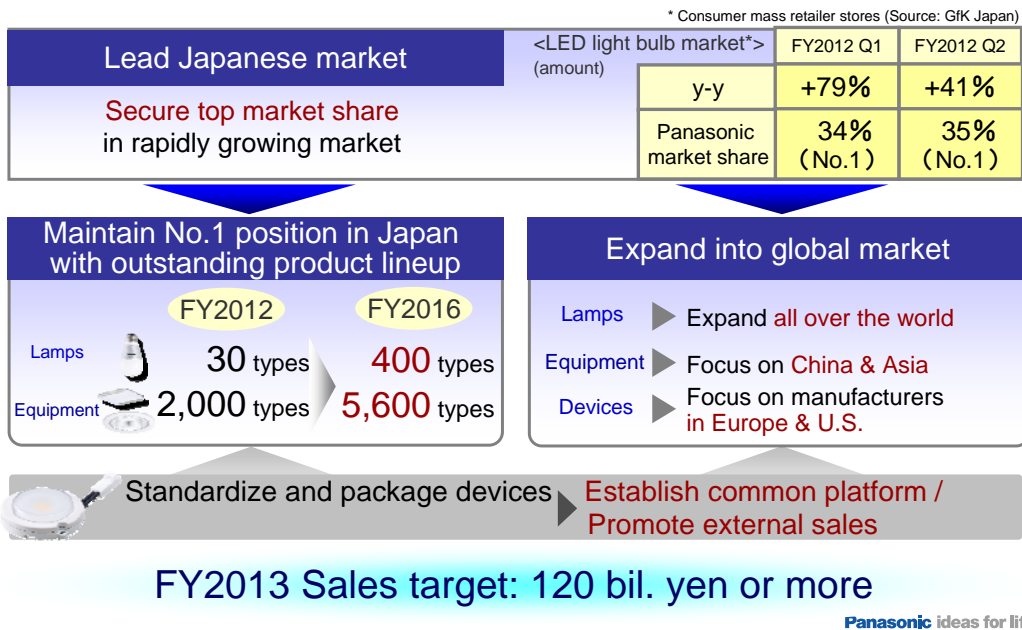 * Consumer mass retailer stores (Source: GfK Japan)
Lead Japanese market
Secure top market share
in rapidly growing market
<LED light bulb market*>
(amount)
FY2012 Q1 FY2012 Q2
y-y +79% +41%
Panasonic
market share
34%
(No.1)
35%
(No.1)
Maintain No.1 position in Japan
with outstanding product lineup
FY2012 FY2016
Lamps 30 types 400 types
Equipment 2,000 types 5,600 types
Expand into global market
Lamps Expand all over the world
Equipment Focus on China & Asia
Devices Focus on manufacturers
in Europe & U.S.
Standardize and package devices
Establish common platform /
Promote external sales
FY2013 Sales target: 120 bil. yen or more
Panasonic ideas for lif